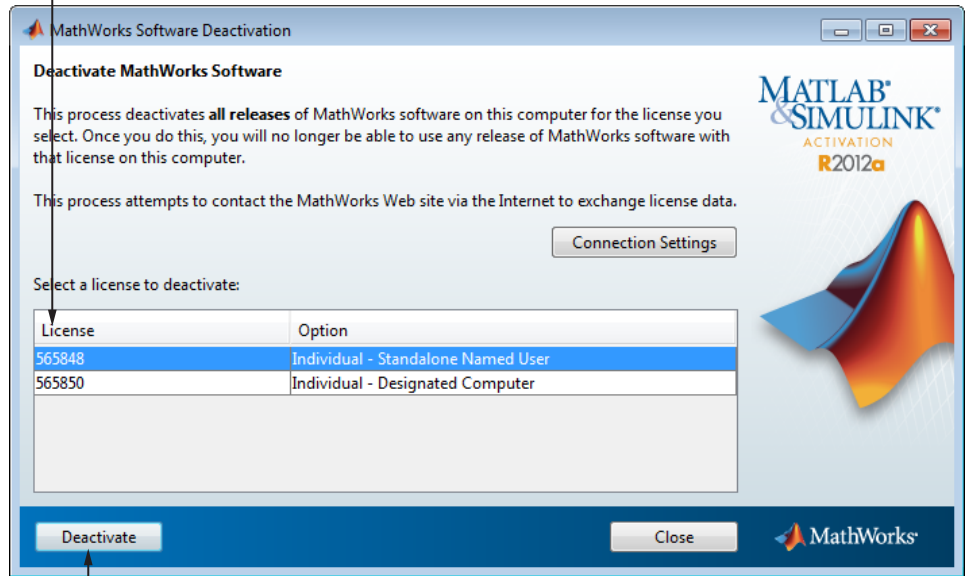 MathWorks Software Deactivation
Deactivate MathWorks Software
This process deactivates all releases of MathWorks software on this computer for the license you
select. Once you do this, you will no longer be able to use any release of MathWorks software with
that license on this computer.
This process attempts to contact the MathWorks Web site via the Internet to exchange license data.
Connection Settings
Select a license to deactivate:
License Option
565848 Individual - Standalone Named User
565850 Individual - Designated Computer
MATLAB®
&SIMULINK®
ACTIVATION
R2012a
Deactivate Close MathWorks®